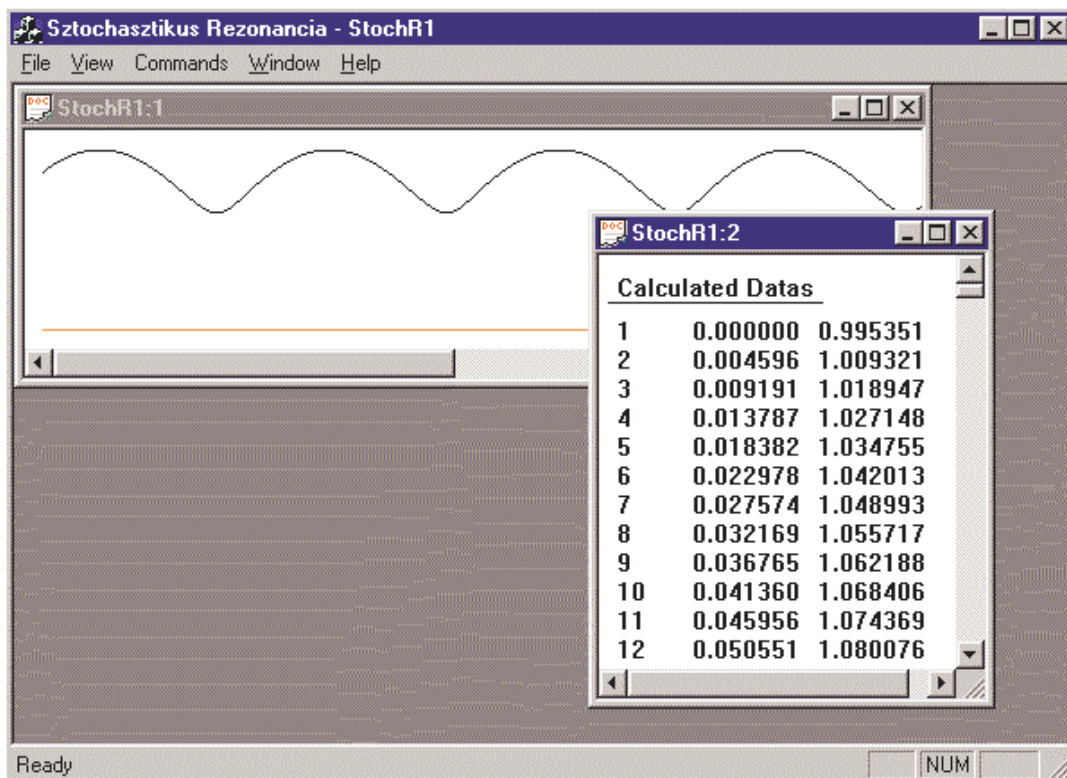 Sztochasztikus Rezonancia - StochR1
File View Commands Window Help
StochR1:1
StochR1:2
Calculated Datas
1 0.000000 0.995351
2 0.004596 1.009321
3 0.009191 1.018947
4 0.013787 1.027148
5 0.018382 1.034755
6 0.022978 1.042013
7 0.027574 1.048993
8 0.032169 1.055717
9 0.036765 1.062188
10 0.041360 1.068406
11 0.045956 1.074369
12 0.050551 1.080076
Ready NUM